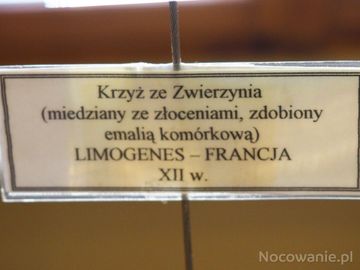 Krzyż ze Zwierzynia
(miedziany ze złoceniami, zdobiony
emalią komórkową)
LIMOGENES – FRANCJA
XII w.
Nocowanie.pl